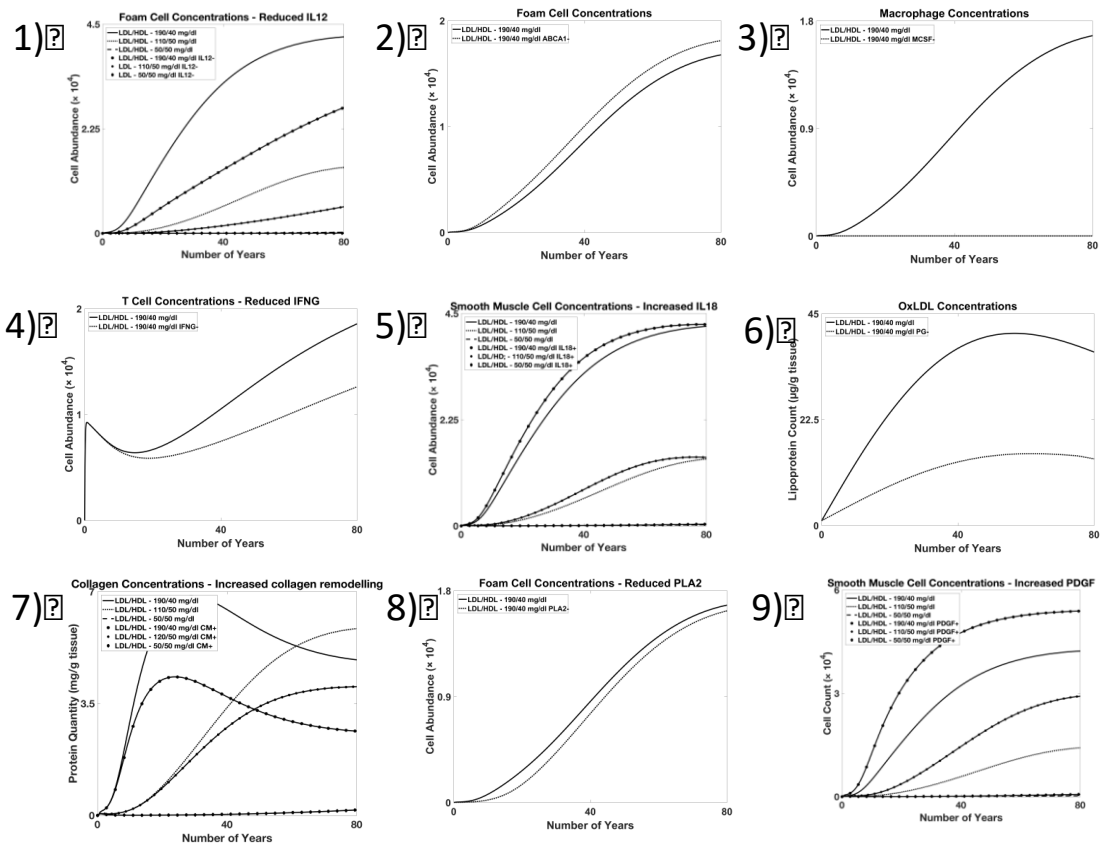 1)⍰
Foam Cell Concentrations - Reduced IL12
4.5
LDL/HDL - 190/40 mg/dl
LDL/HDL - 110/50 mg/dl
LDL/HDL - 50/50 mg/dl
LDL/HDL - 190/40 mg/dl IL12-
LDL - 110/50 mg/dl IL12-
LDL - 50/50 mg/dl IL12-
Cell Abundance (× 10⁴)
2.25
0
40
80
Number of Years
2)⍰
Foam Cell Concentrations
2
LDL/HDL - 190/40 mg/dl
LDL/HDL - 190/40 mg/dl ABCA1-
Cell Abundance (× 10⁴)
1
0
0
40
80
Number of Years
3)⍰
Macrophage Concentrations
1.8
LDL/HDL - 190/40 mg/dl
LDL/HDL - 190/40 mg/dl MCSF-
Cell Abundance (× 10⁴)
0.9
0
0
40
80
Number of Years
4)⍰
T Cell Concentrations - Reduced IFNG
2
LDL/HDL - 190/40 mg/dl
LDL/HDL - 190/40 mg/dl IFNG-
Cell Abundance (× 10⁴)
1
0
0
40
80
Number of Years
5)⍰
Smooth Muscle Cell Concentrations - Increased IL18
4.5
LDL/HDL - 190/40 mg/dl
LDL/HDL - 110/50 mg/dl
LDL/HDL - 50/50 mg/dl
LDL/HDL - 190/40 mg/dl IL18+
LDL/HD; - 110/50 mg/dl IL18+
LDL/HDL - 50/50 mg/dl IL18+
Cell Abundance (× 10⁴)
2.25
0
0
40
80
Number of Years
6)⍰
OxLDL Concentrations
45
LDL/HDL - 190/40 mg/dl
LDL/HDL - 190/40 mg/dl PG-
Lipoprotein Count (µg/g tissue)
22.5
0
0
40
80
Number of Years
7)⍰
Collagen Concentrations - Increased collagen remodelling
7
LDL/HDL - 190/40 mg/dl
LDL/HDL - 110/50 mg/dl
LDL/HDL - 50/50 mg/dl
LDL/HDL - 190/40 mg/dl CM+
LDL/HDL - 120/50 mg/dl CM+
LDL/HDL - 50/50 mg/dl CM+
Protein Quantity (mg/g tissue)
3.5
0
0
40
80
Number of Years
8)⍰
Foam Cell Concentrations - Reduced PLA2
1.8
LDL/HDL - 190/40 mg/dl
LDL/HDL - 190/40 mg/dl PLA2-
Cell Abundance (× 10⁴)
0.9
0
0
40
80
Number of Years
9)⍰
Smooth Muscle Cell Concentrations - Increased PDGF
6
LDL/HDL - 190/40 mg/dl
LDL/HDL - 110/50 mg/dl
LDL/HDL - 50/50 mg/dl
LDL/HDL - 190/40 mg/dl PDGF+
LDL/HDL - 110/50 mg/dl PDGF+
LDL/HDL - 50/50 mg/dl PDGF+
Cell Count (× 10⁴)
3
0
0
40
80
Number of Years